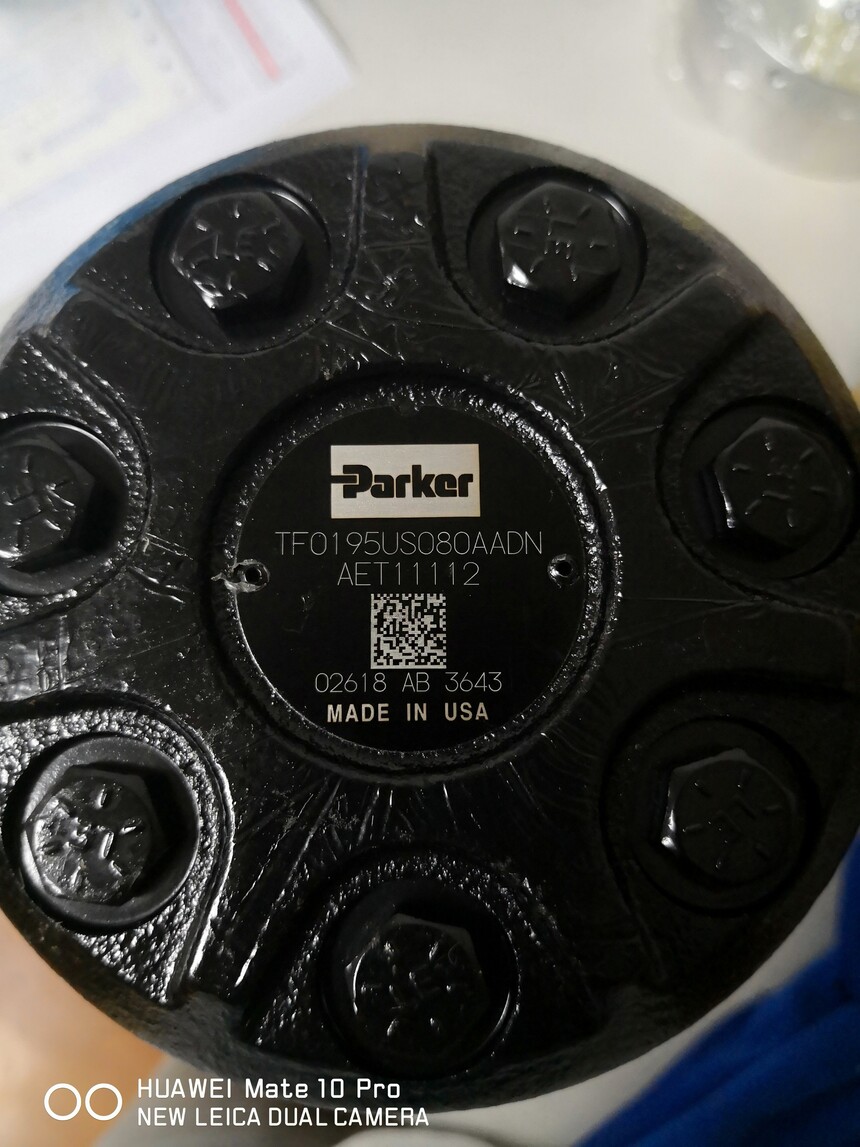 Parker
TF0195US080AADN
AET11112
02618 AB 3643
MADE IN USA
HUAWEI Mate 10 Pro
NEW LEICA DUAL CAMERA